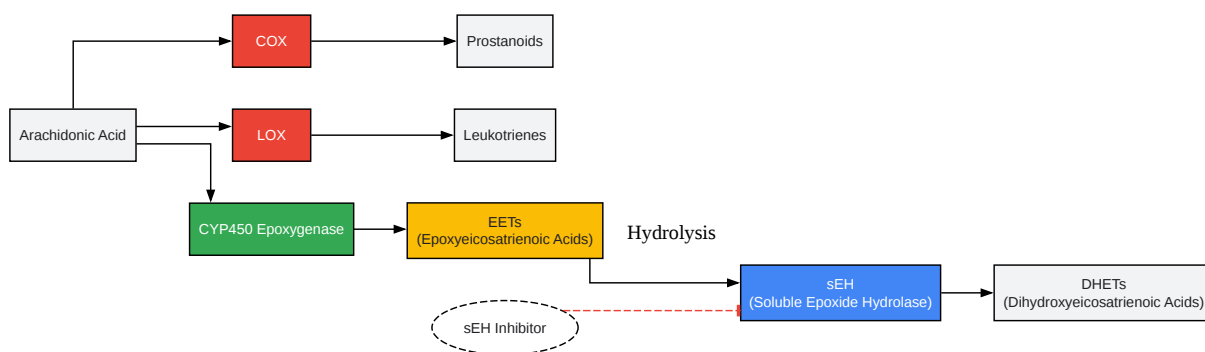 COX
Prostanoids
Arachidonic Acid
LOX
Leukotrienes
CYP450 Epoxygenase
EETs
(Epoxyeicosatrienoic Acids)
Hydrolysis
sEH
(Soluble Epoxide Hydrolase)
DHETs
(Dihydroxyeicosatrienoic Acids)
sEH Inhibitor